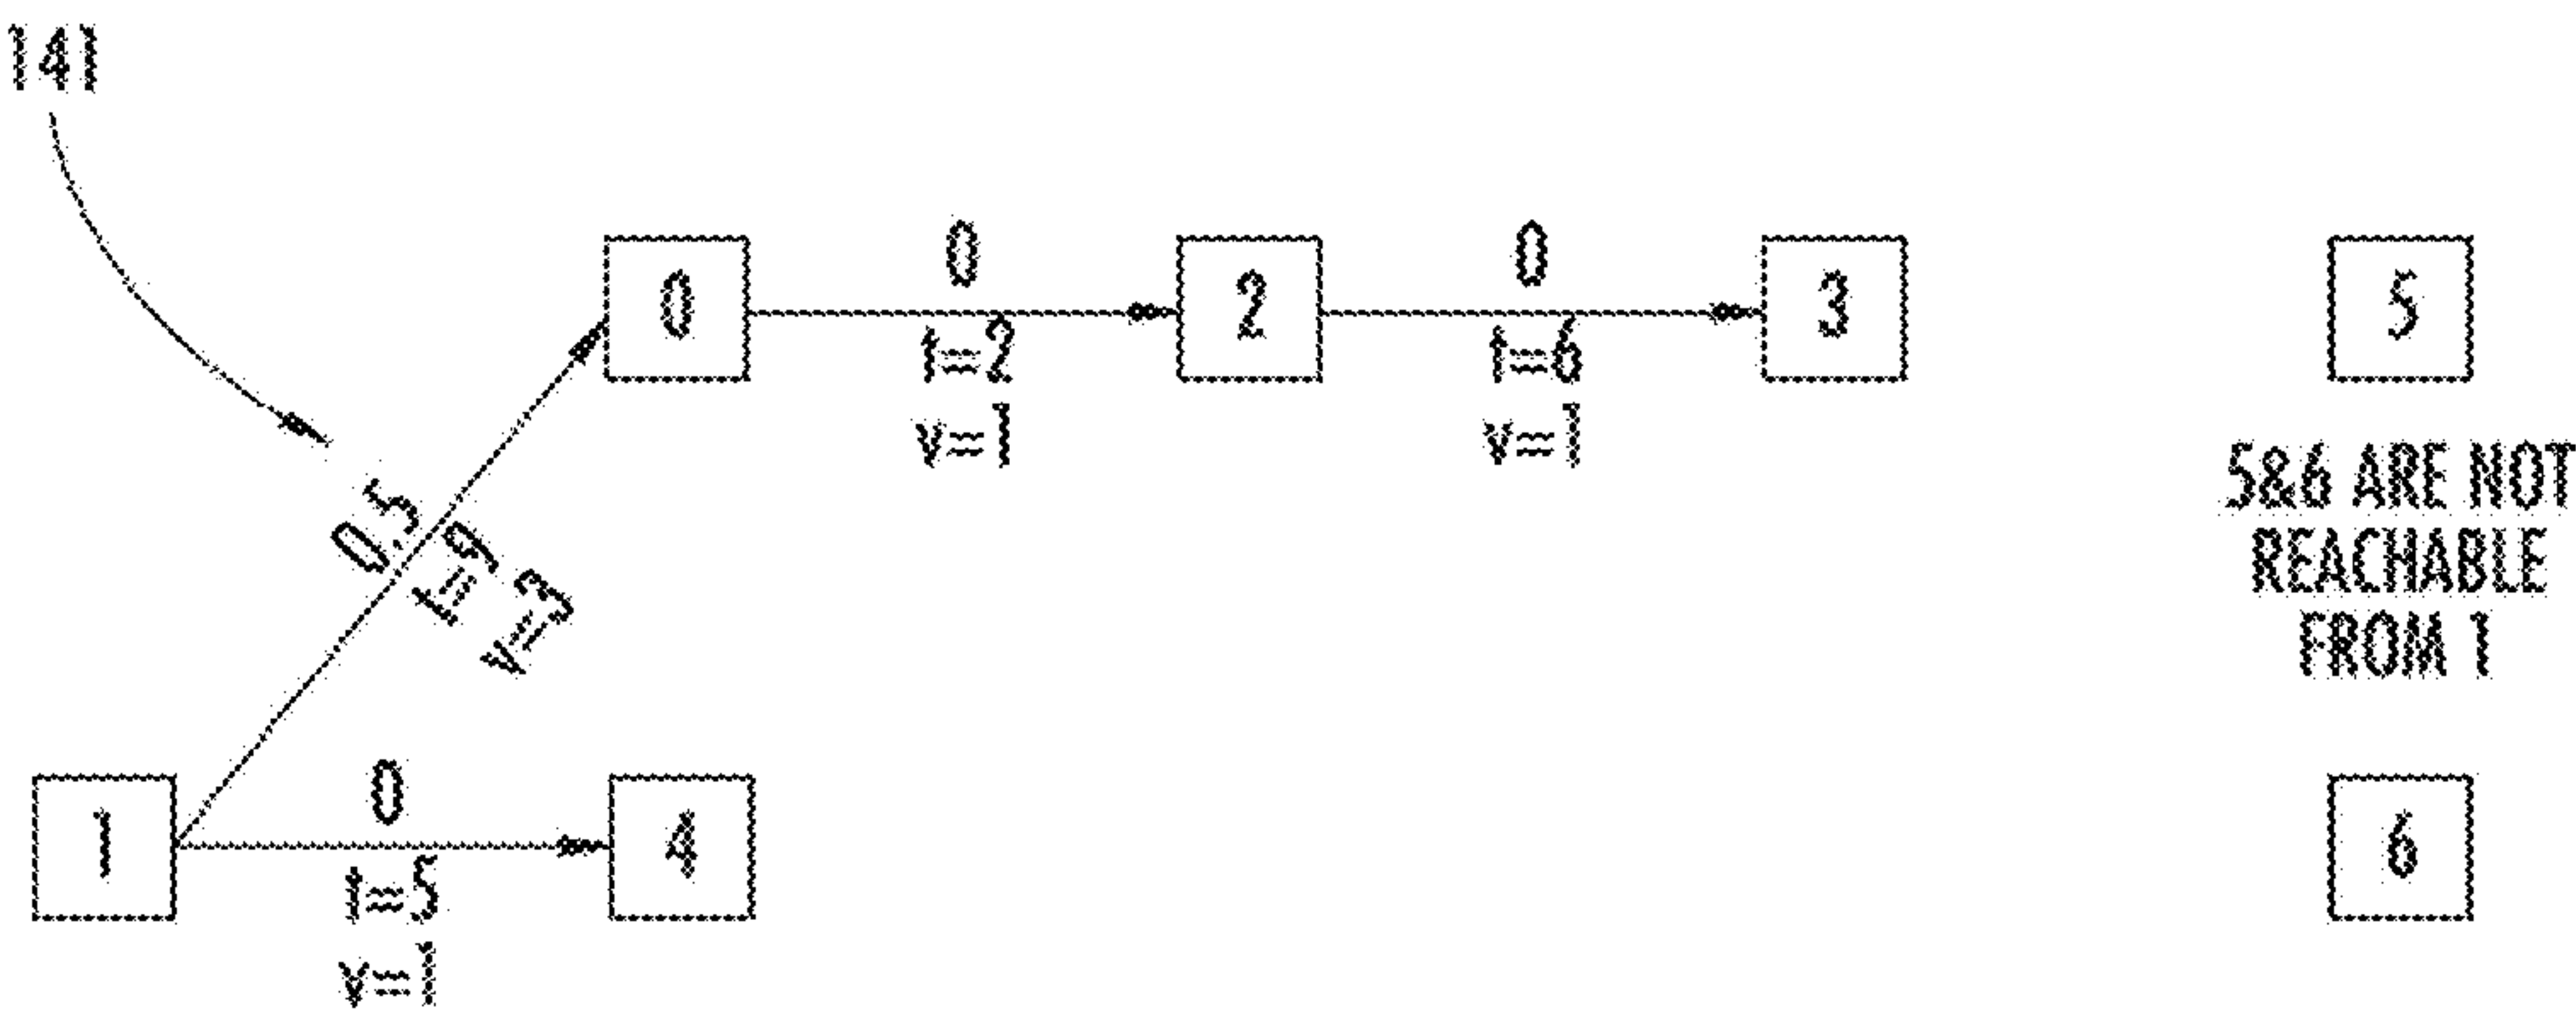 141
0
0
0
2
3
5
t=2
t=6
v=1
v=1
0.5
t=9
v=3
5&6 ARE NOT
REACHABLE
FROM 1
0
1
4
6
t=5
v=1